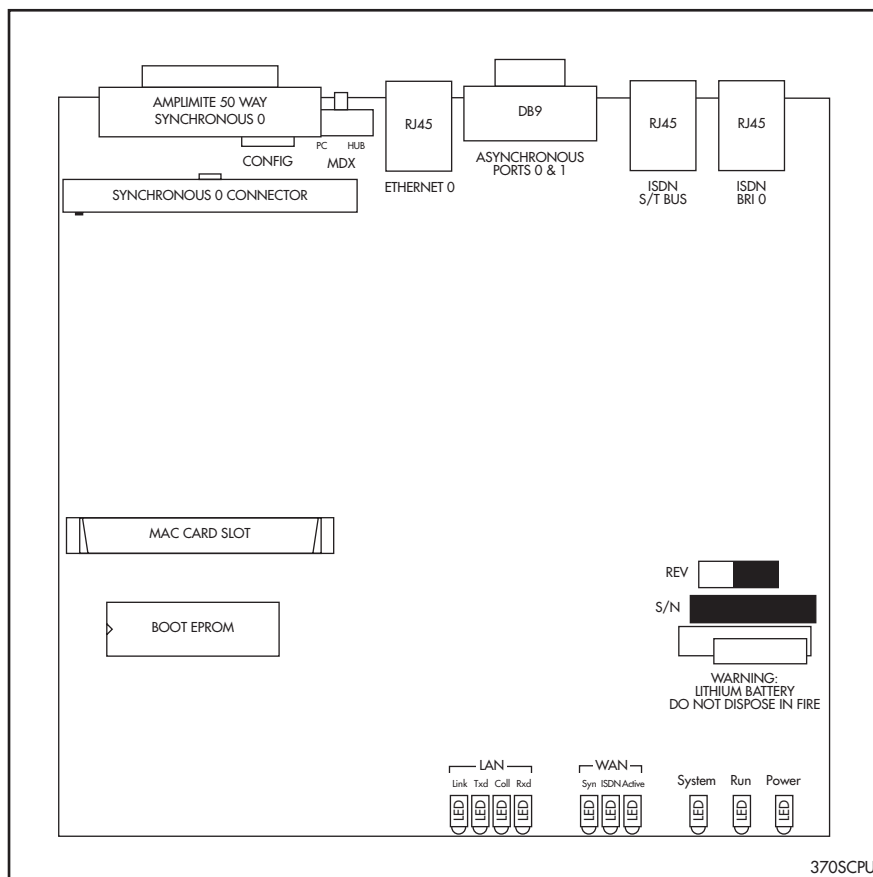 AMPLIMITE 50 WAY
SYNCHRONOUS 0
CONFIG
PC HUB
MDX
RJ45
ETHERNET 0
DB9
ASYNCHRONOUS
PORTS 0 & 1
RJ45
ISDN
S/T BUS
RJ45
ISDN
BRI 0
SYNCHRONOUS 0 CONNECTOR
MAC CARD SLOT
BOOT EPROM
REV
S/N
WARNING:
LITHIUM BATTERY
DO NOT DISPOSE IN FIRE
LAN
Link Txd Coll Rxd
LED LED LED LED
WAN
Syn ISDN Active
LED LED LED
System Run Power
LED LED LED
370SCPU